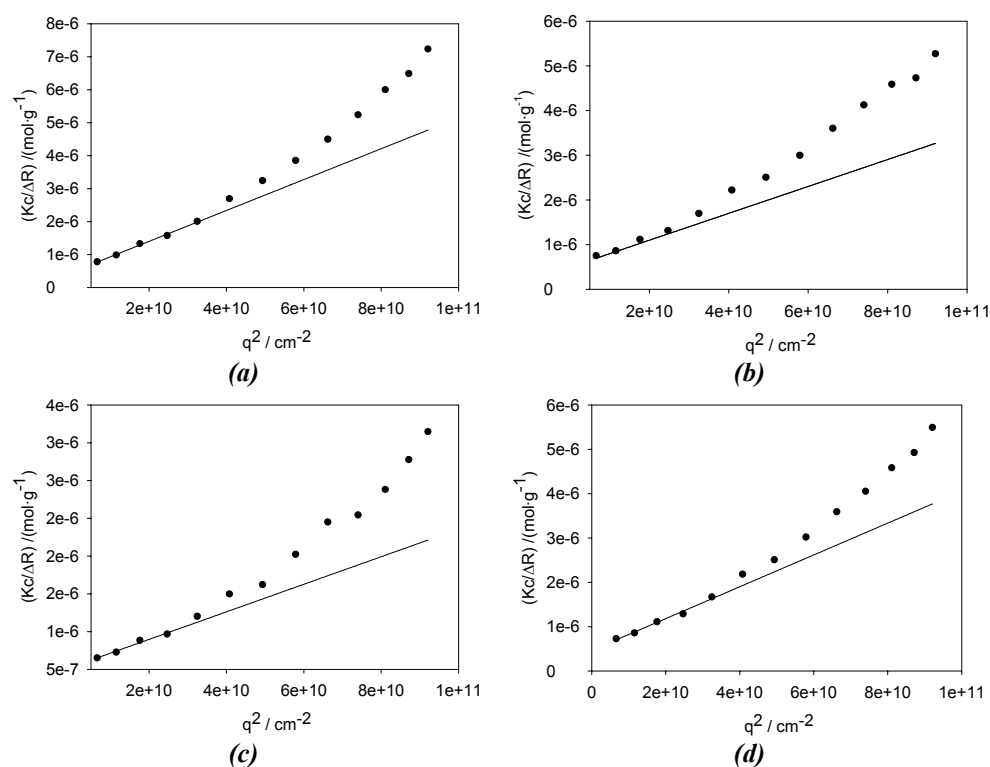 8e-6
7e-6
6e-6
5e-6
4e-6
3e-6
2e-6
1e-6
0
(Kc/ΔR) /(mol·g⁻¹)
2e+10 4e+10 6e+10 8e+10 1e+11
q² / cm⁻²
(a)
6e-6
5e-6
4e-6
3e-6
2e-6
1e-6
0
(Kc/ΔR) /(mol·g⁻¹)
2e+10 4e+10 6e+10 8e+10 1e+11
q² / cm⁻²
(b)
4e-6
3e-6
3e-6
2e-6
2e-6
2e-6
1e-6
5e-7
(Kc/ΔR) /(mol·g⁻¹)
2e+10 4e+10 6e+10 8e+10 1e+11
q² / cm⁻²
(c)
6e-6
5e-6
4e-6
3e-6
2e-6
1e-6
0
(Kc/ΔR) /(mol·g⁻¹)
0 2e+10 4e+10 6e+10 8e+10 1e+11
q² / cm⁻²
(d)